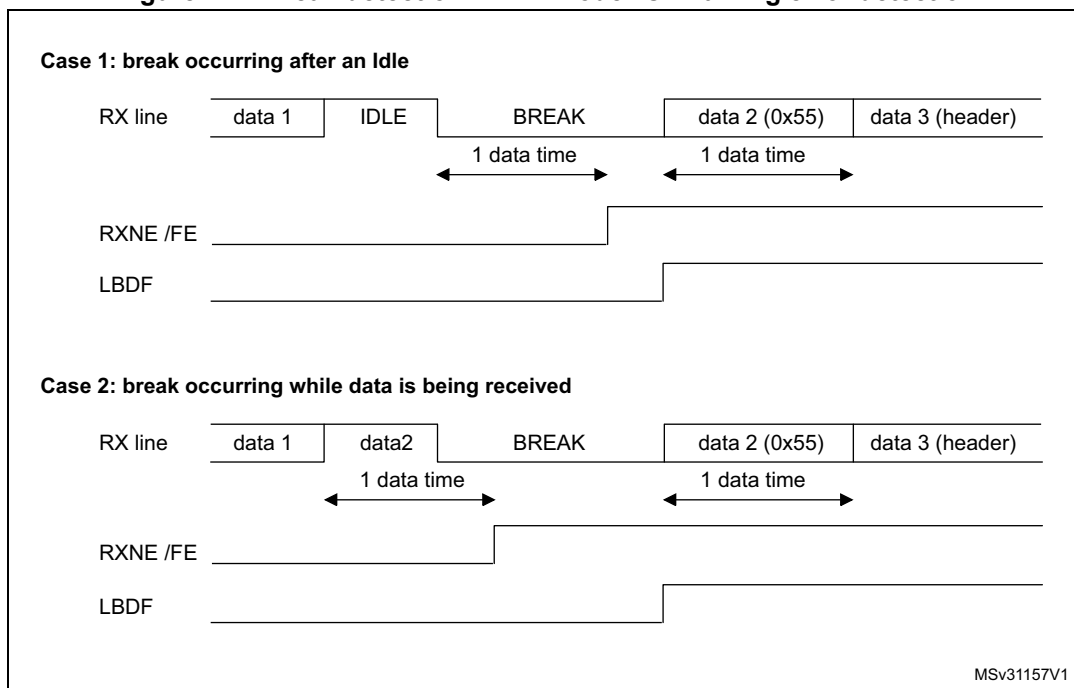 Case 1: break occurring after an Idle
RX line data 1 IDLE BREAK data 2 (0x55) data 3 (header)
1 data time 1 data time
RXNE /FE
LBDF
Case 2: break occurring while data is being received
RX line data 1 data2 BREAK data 2 (0x55) data 3 (header)
1 data time 1 data time
RXNE /FE
LBDF
MSv31157V1